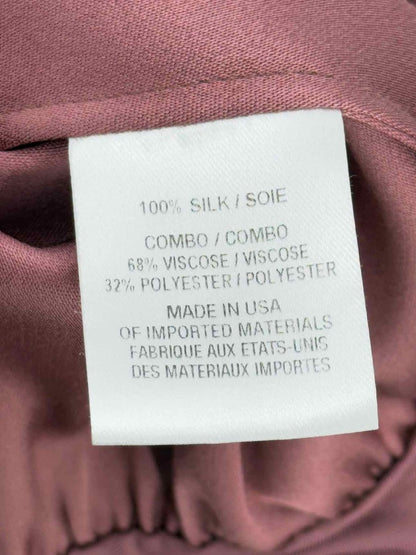 100% SILK / SOIE
COMBO / COMBO
68% VISCOSE / VISCOSE
32% POLYESTER / POLYESTER
MADE IN USA
OF IMPORTED MATERIALS
FABRIQUE AUX ETATS-UNIS
DES MATERIAUX IMPORTES